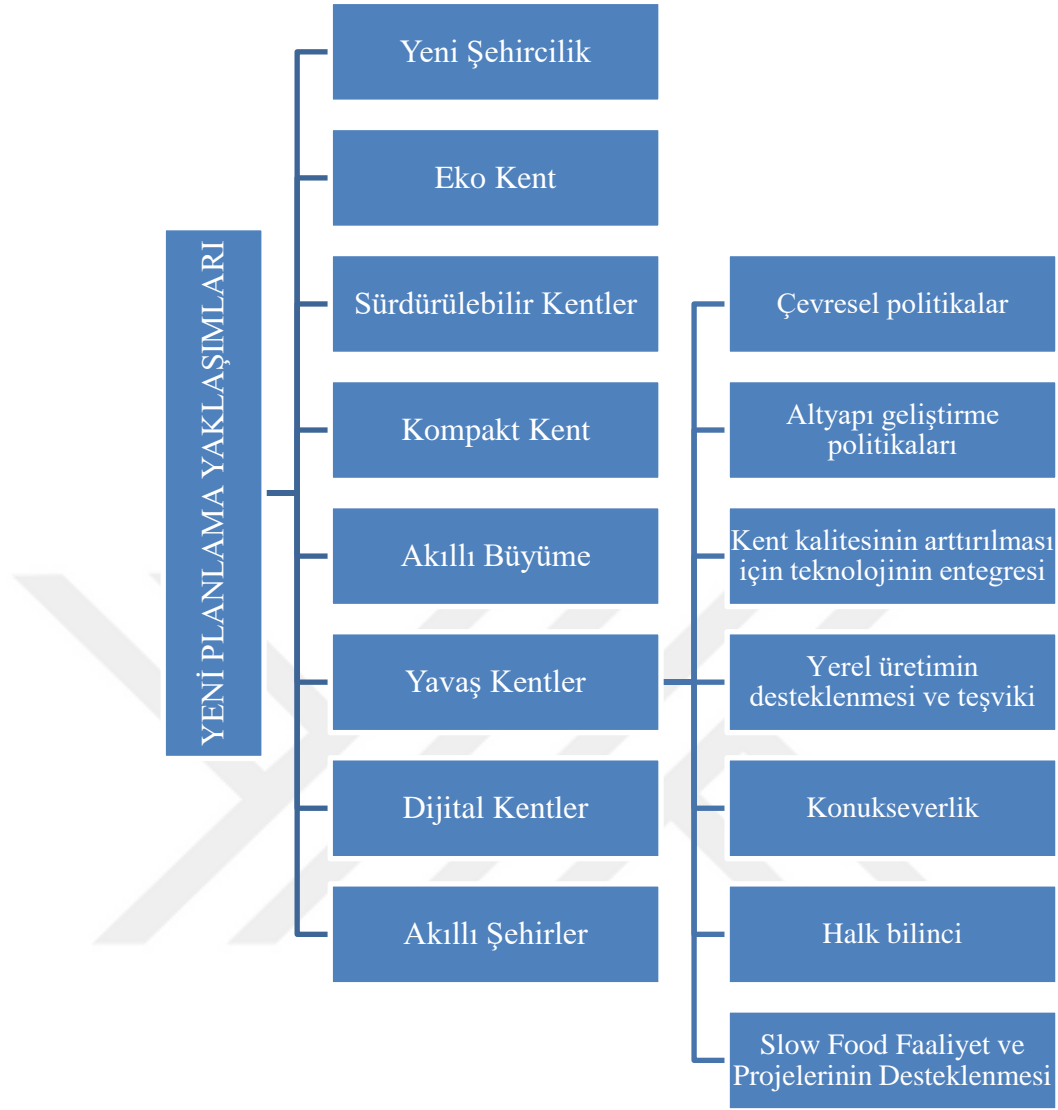 YENİ PLANLAMA YAKLAŞIMLARI
Yeni Şehircilik
Eko Kent
Sürdürülebilir Kentler
Kompakt Kent
Akıllı Büyüme
Yavaş Kentler
Dijital Kentler
Akıllı Şehirler
Çevresel politikalar
Altyapı geliştirme
politikaları
Kent kalitesinin arttırılması
için teknolojinin entegresi
Yerel üretimin
desteklenmesi ve teşviki
Konukseverlik
Halk bilinci
Slow Food Faaliyet ve
Projelerinin Desteklenmesi